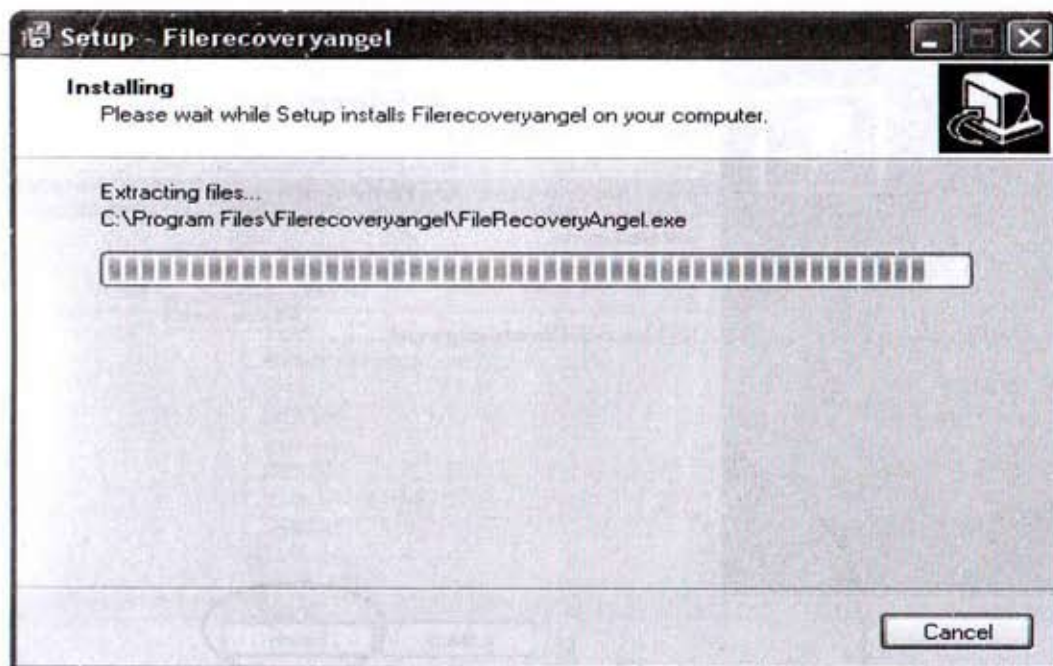 Setup - Filerecoveryangel
Installing
Please wait while Setup installs Filerecoveryangel on your computer.
Extracting files...
C:\Program Files\Filerecoveryangel\FileRecoveryAngel.exe
Cancel